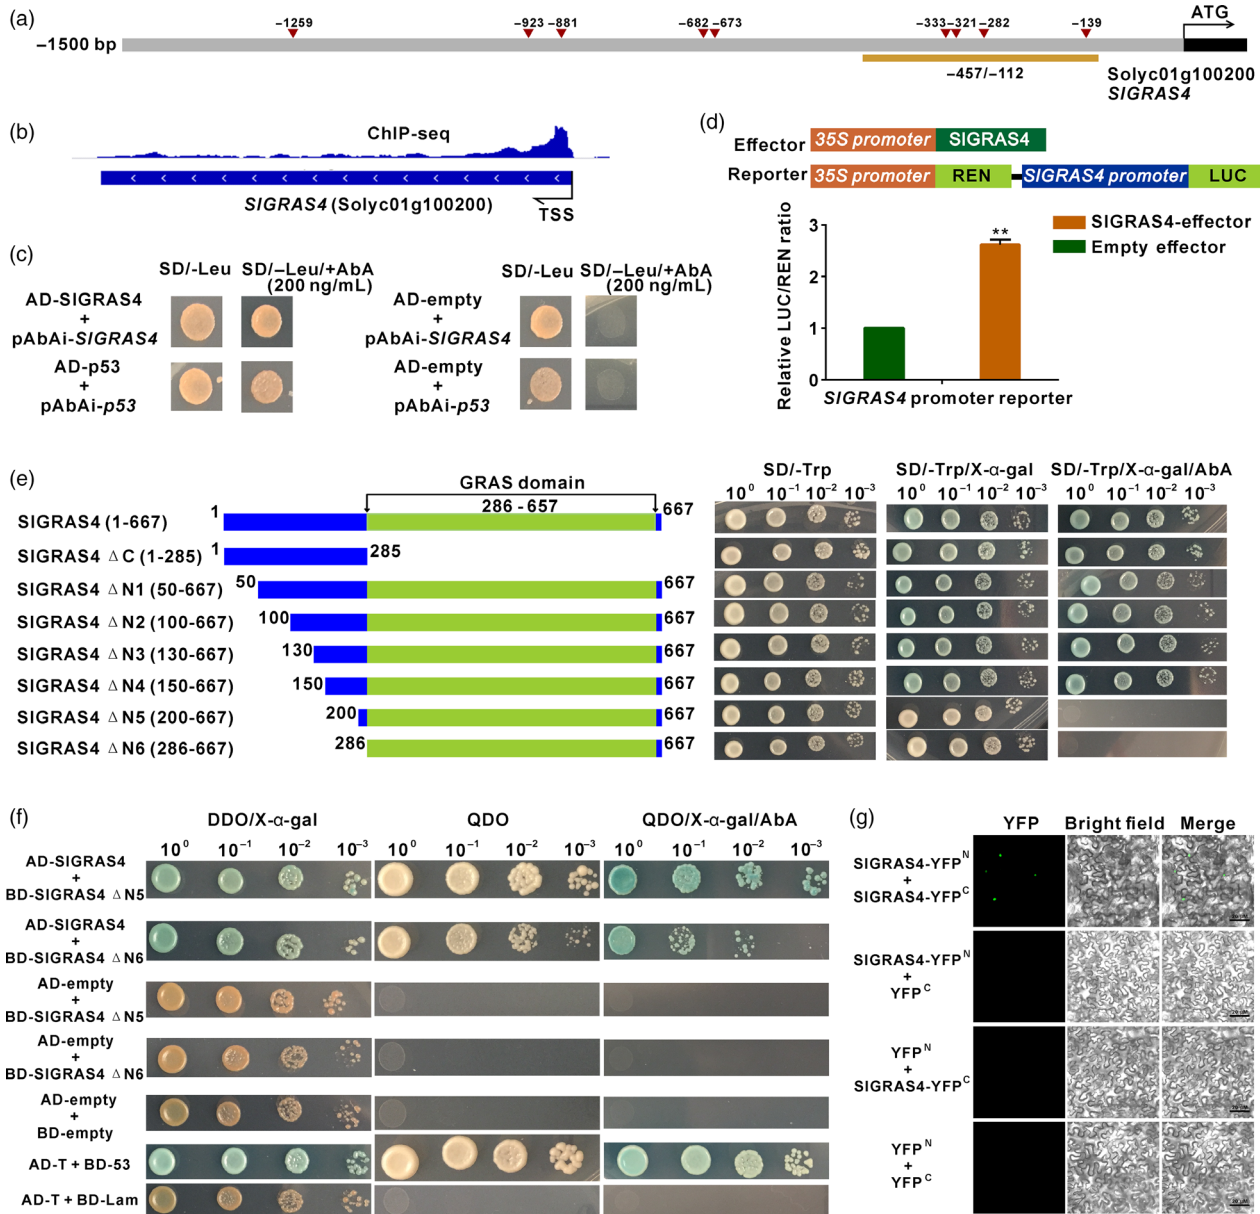 (a)
−1259 −923 −881 −682 −673 −333 −321 −282 −139 ATG
−1500 bp
−457/−112
Solyc01g100200
SlGRAS4
(b)
ChIP-seq
SlGRAS4 (Solyc01g100200)
TSS
(c)
SD/-Leu SD/−Leu/+AbA (200 ng/mL)
AD-SlGRAS4 + pAbAi-SlGRAS4
AD-p53 + pAbAi-p53
SD/-Leu SD/−Leu/+AbA (200 ng/mL)
AD-empty + pAbAi-SlGRAS4
AD-empty + pAbAi-p53
(d)
Effector 35S promoter SlGRAS4
Reporter 35S promoter REN SlGRAS4 promoter LUC
Relative LUC/REN ratio
3
2
1
0
**
SlGRAS4-effector
Empty effector
SlGRAS4 promoter reporter
(e)
GRAS domain
286 - 657
SD/-Trp SD/-Trp/X-α-gal SD/-Trp/X-α-gal/AbA
10⁰ 10⁻¹ 10⁻² 10⁻³ 10⁰ 10⁻¹ 10⁻² 10⁻³ 10⁰ 10⁻¹ 10⁻² 10⁻³
SlGRAS4 (1-667) 1 667
SlGRAS4 ΔC (1-285) 1 285
SlGRAS4 ΔN1 (50-667) 50 667
SlGRAS4 ΔN2 (100-667) 100 667
SlGRAS4 ΔN3 (130-667) 130 667
SlGRAS4 ΔN4 (150-667) 150 667
SlGRAS4 ΔN5 (200-667) 200 667
SlGRAS4 ΔN6 (286-667) 286 667
(f)
DDO/X-α-gal QDO QDO/X-α-gal/AbA
10⁰ 10⁻¹ 10⁻² 10⁻³ 10⁰ 10⁻¹ 10⁻² 10⁻³ 10⁰ 10⁻¹ 10⁻² 10⁻³
AD-SlGRAS4
+
BD-SlGRAS4 ΔN5
AD-SlGRAS4
+
BD-SlGRAS4 ΔN6
AD-empty
+
BD-SlGRAS4 ΔN5
AD-empty
+
BD-SlGRAS4 ΔN6
AD-empty
+
BD-empty
AD-T + BD-53
AD-T + BD-Lam
(g)
YFP Bright field Merge
SlGRAS4-YFPᴺ
+
SlGRAS4-YFPᶜ
SlGRAS4-YFPᴺ
+
YFPᶜ
YFPᴺ
+
SlGRAS4-YFPᶜ
YFPᴺ
+
YFPᶜ